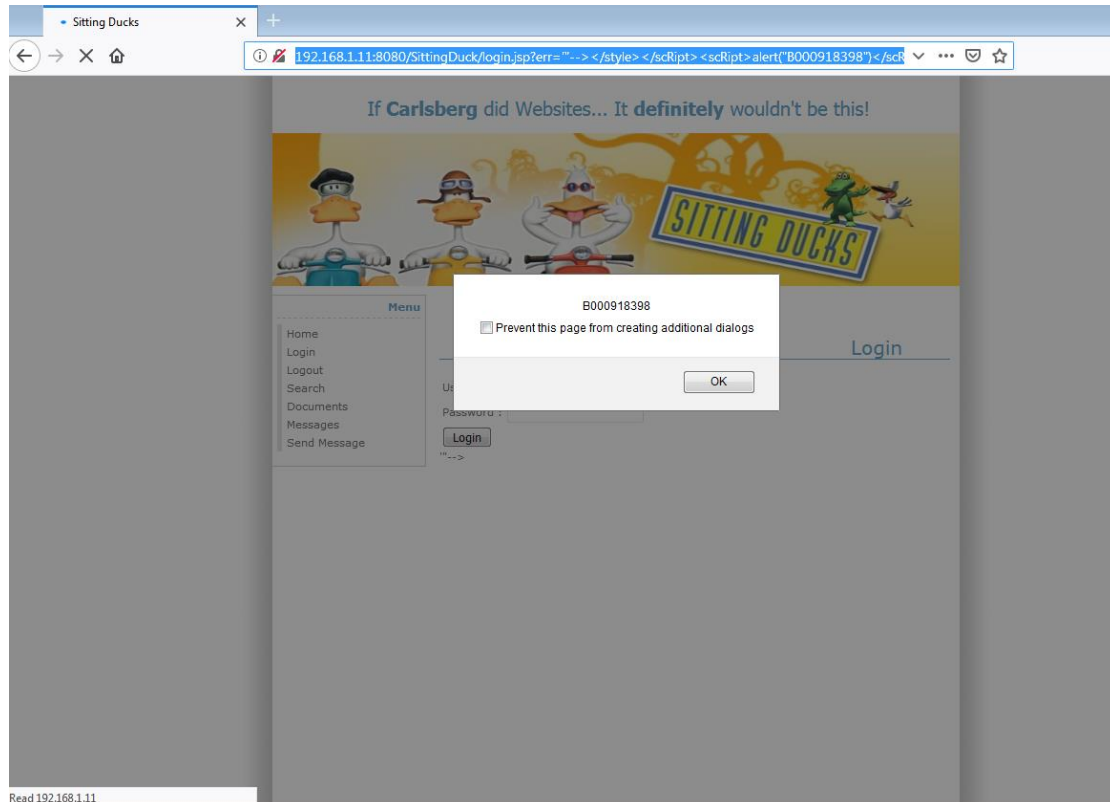 Sitting Ducks
192.168.1.11:8080/SittingDuck/login.jsp?err='"--></style></scRipt><scRipt>alert("B000918398")</scR
If Carlsberg did Websites... It definitely wouldn't be this!
SITTING DUCKS
Menu
Home
Login
Logout
Search
Documents
Messages
Send Message
B000918398
Prevent this page from creating additional dialogs
OK
Login
Us
Password :
Login
'"-->
Read 192.168.1.11